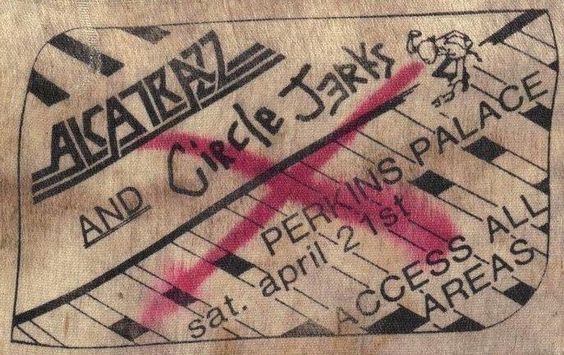 ALCATRAZZ
AND Circle Jerks
PERKINS PALACE
sat. april 21st
ACCESS ALL
AREAS